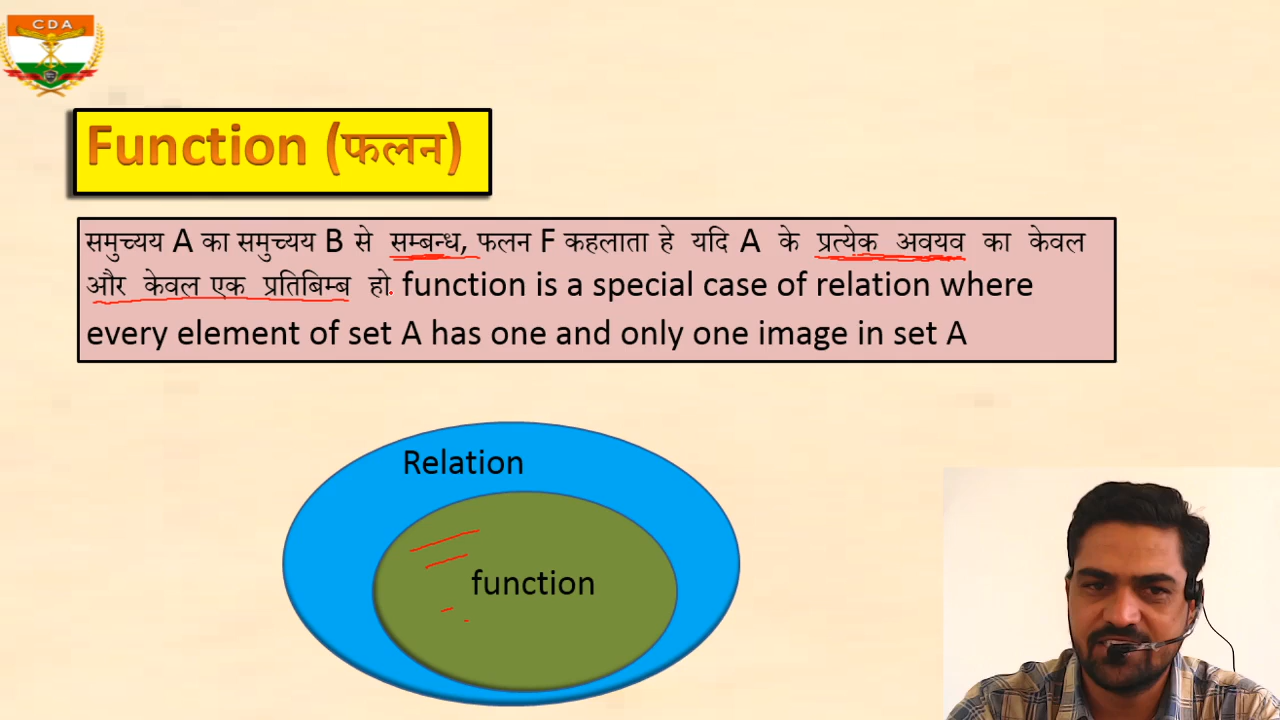 CDA
Function (फलन)
समुच्यय A का समुच्यय B से सम्बन्ध, फलन F कहलाता हे यदि A के प्रत्येक अवयव का केवल
और केवल एक प्रतिबिम्ब हो. function is a special case of relation where
every element of set A has one and only one image in set A
Relation
function